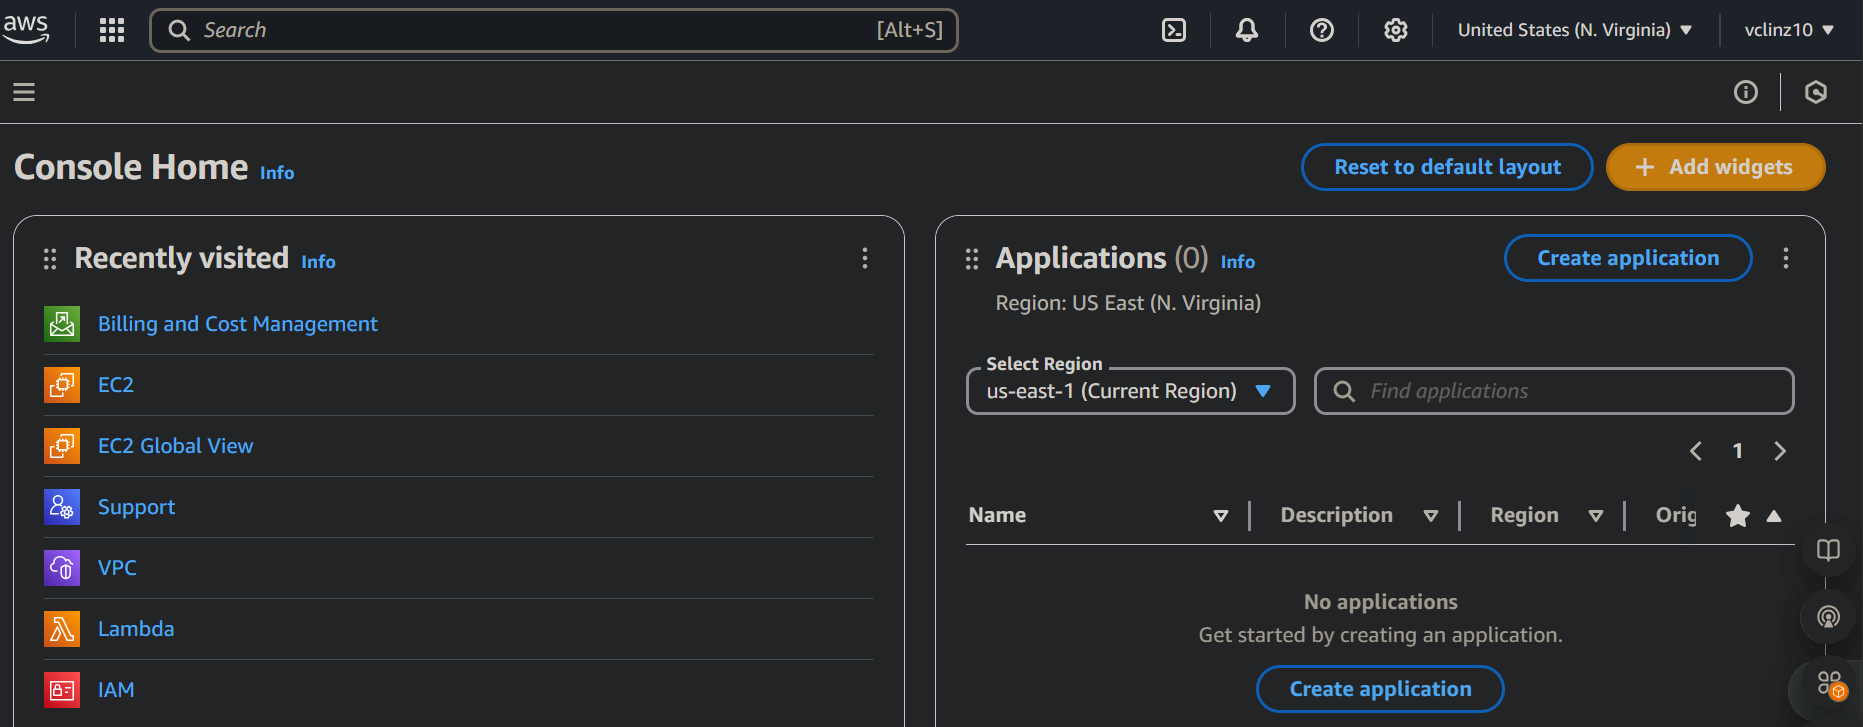 aws
Search [Alt+S]
United States (N. Virginia)
vclinz10
Console Home Info
Reset to default layout
Add widgets
Recently visited Info
Billing and Cost Management
EC2
EC2 Global View
Support
VPC
Lambda
IAM
Applications (0) Info
Create application
Region: US East (N. Virginia)
Select Region
us-east-1 (Current Region)
Find applications
1
Name Description Region Orig
No applications
Get started by creating an application.
Create application